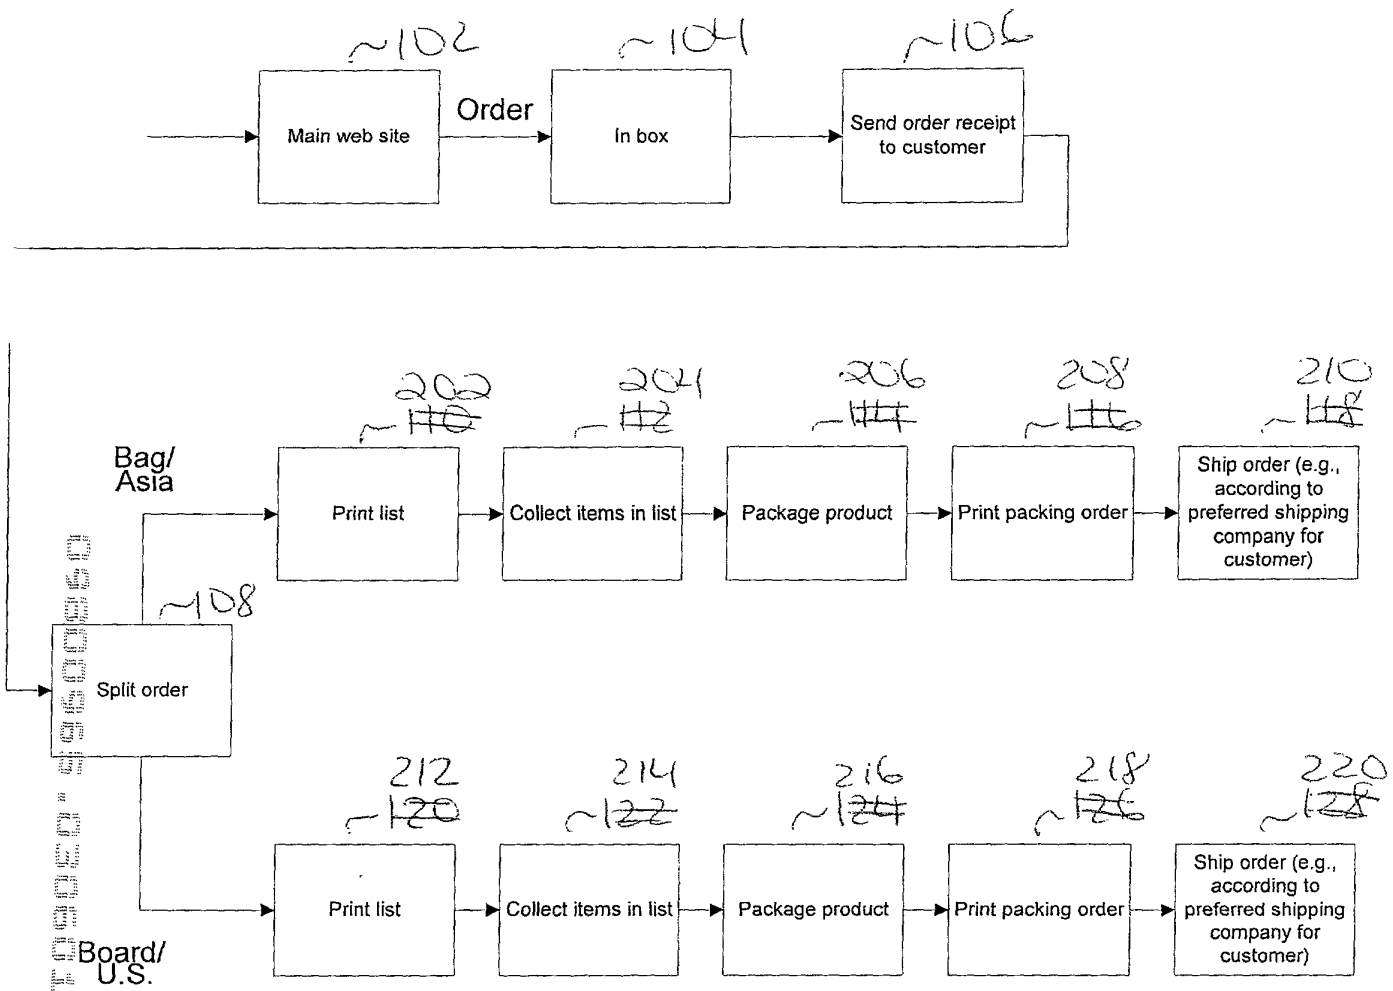 ~102
~104
~106
Main web site
Order
In box
Send order receipt
to customer
202
~110
204
~112
206
~114
208
~116
210
~118
Bag/
Asia
Print list
Collect items in list
Package product
Print packing order
Ship order (e.g.,
according to
preferred shipping
company for
customer)
~108
Split order
212
~120
214
~122
216
~124
218
~126
220
~128
Board/
U.S.
Print list
Collect items in list
Package product
Print packing order
Ship order (e.g.,
according to
preferred shipping
company for
customer)